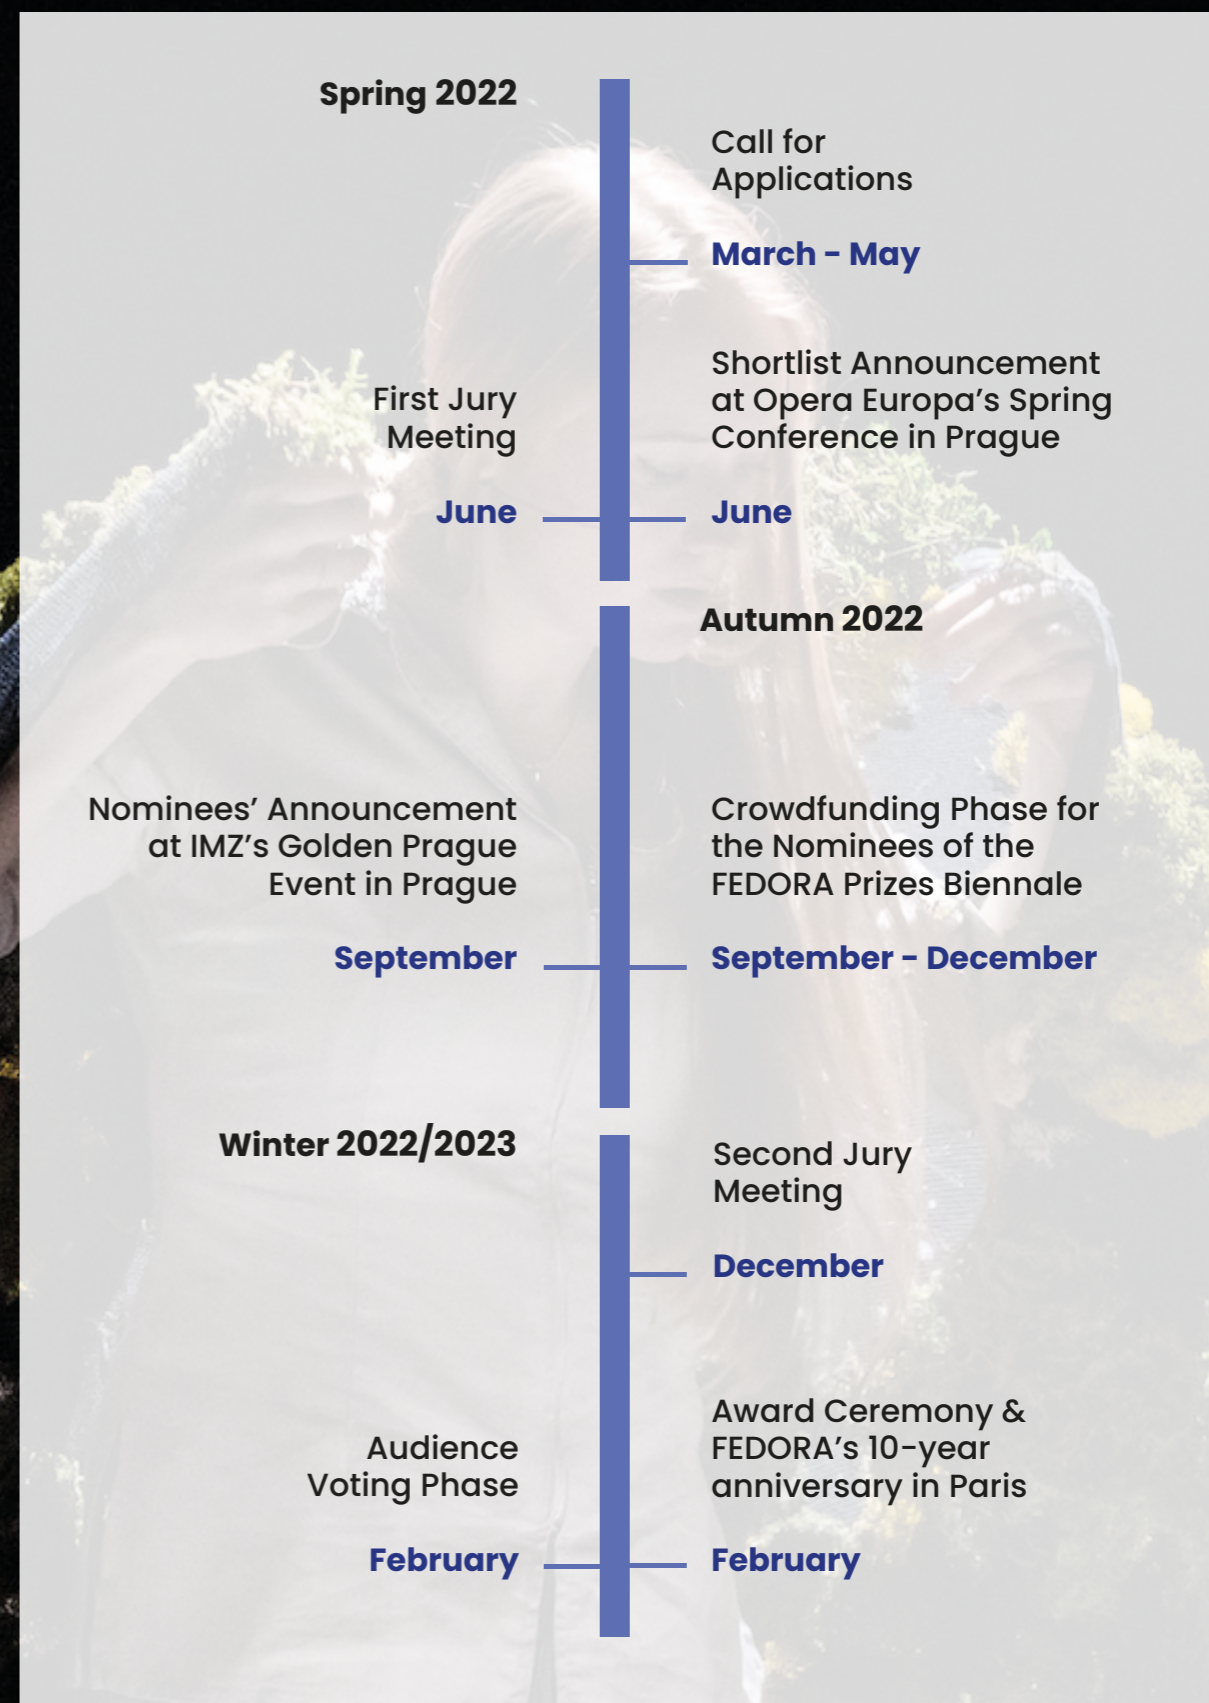 Spring 2022
Call for
Applications
March - May
First Jury
Meeting
June
Shortlist Announcement
at Opera Europa’s Spring
Conference in Prague
June
Autumn 2022
Nominees’ Announcement
at IMZ’s Golden Prague
Event in Prague
September
Crowdfunding Phase for
the Nominees of the
FEDORA Prizes Biennale
September - December
Winter 2022/2023
Second Jury
Meeting
December
Audience
Voting Phase
February
Award Ceremony &
FEDORA’s 10-year
anniversary in Paris
February